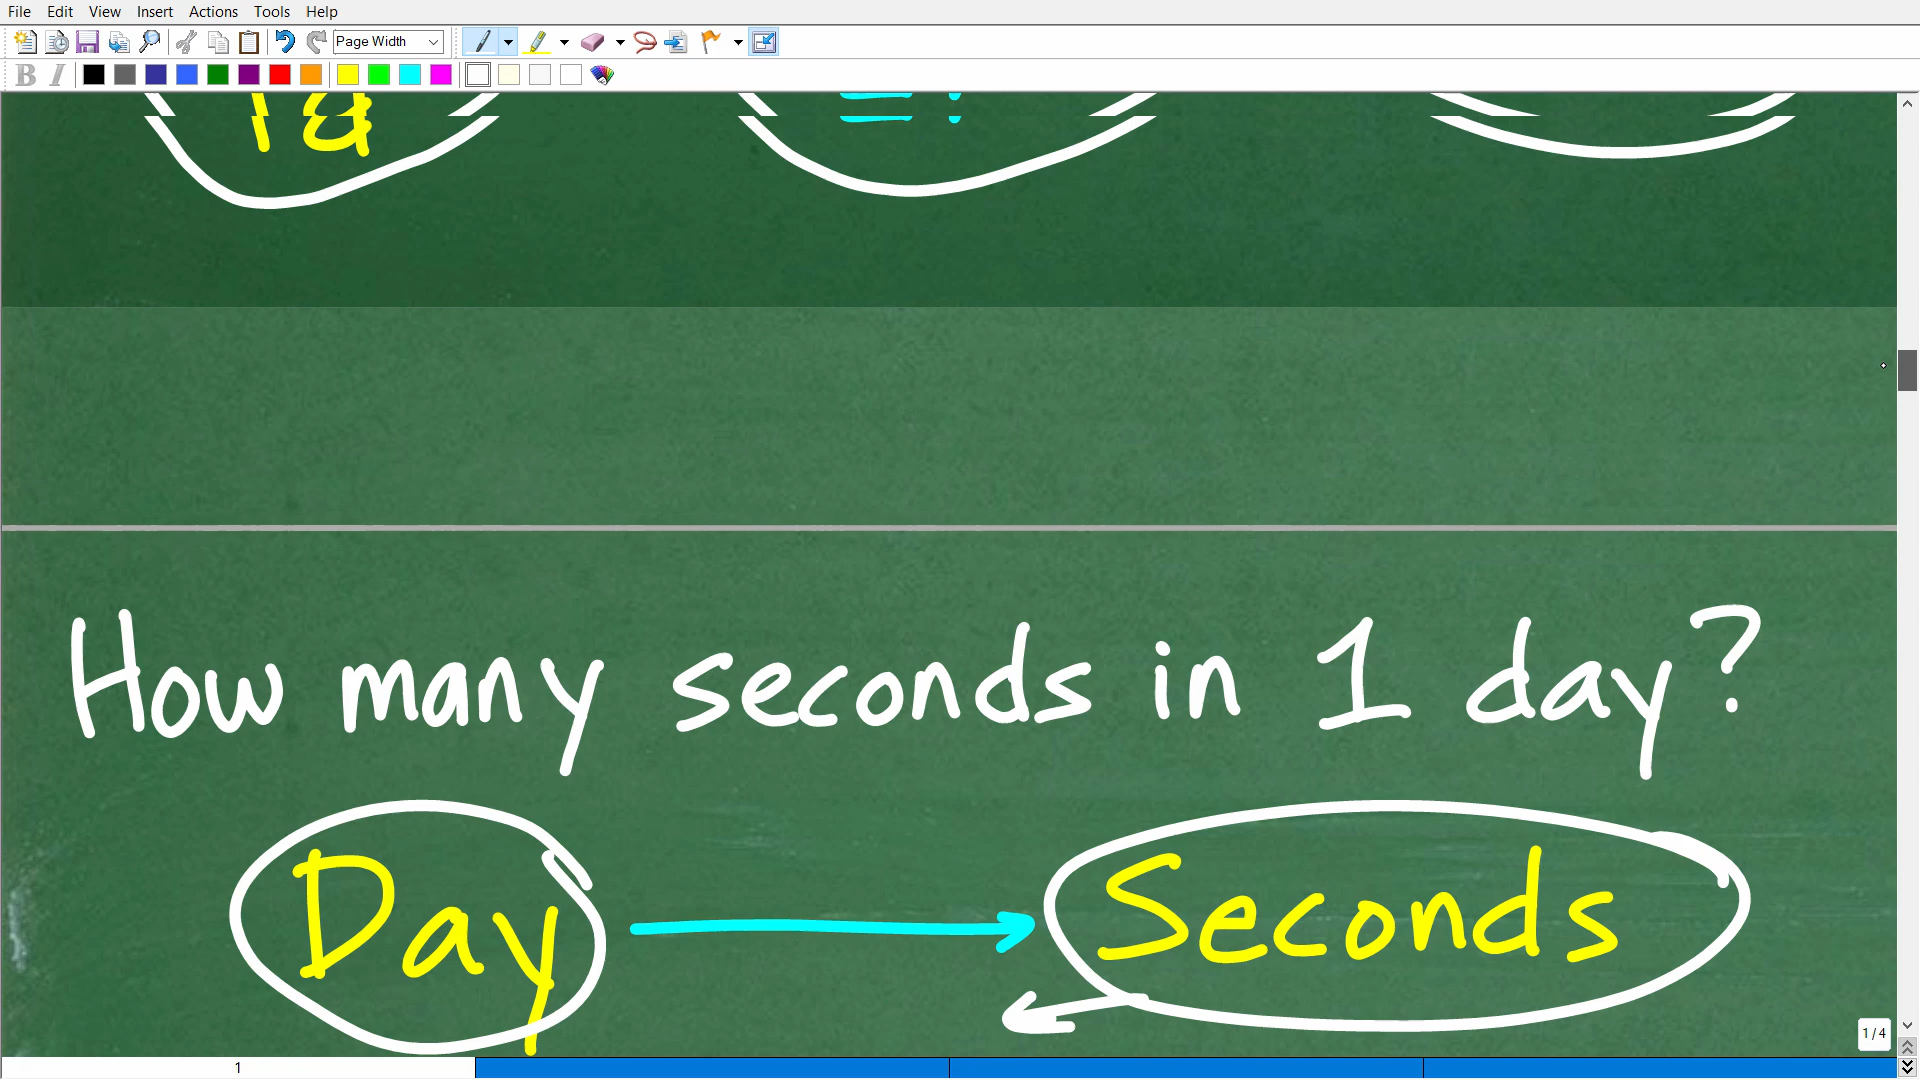 File Edit View Insert Actions Tools Help
Page Width
B I
How many seconds in 1 day?
Day Seconds
1/4
1